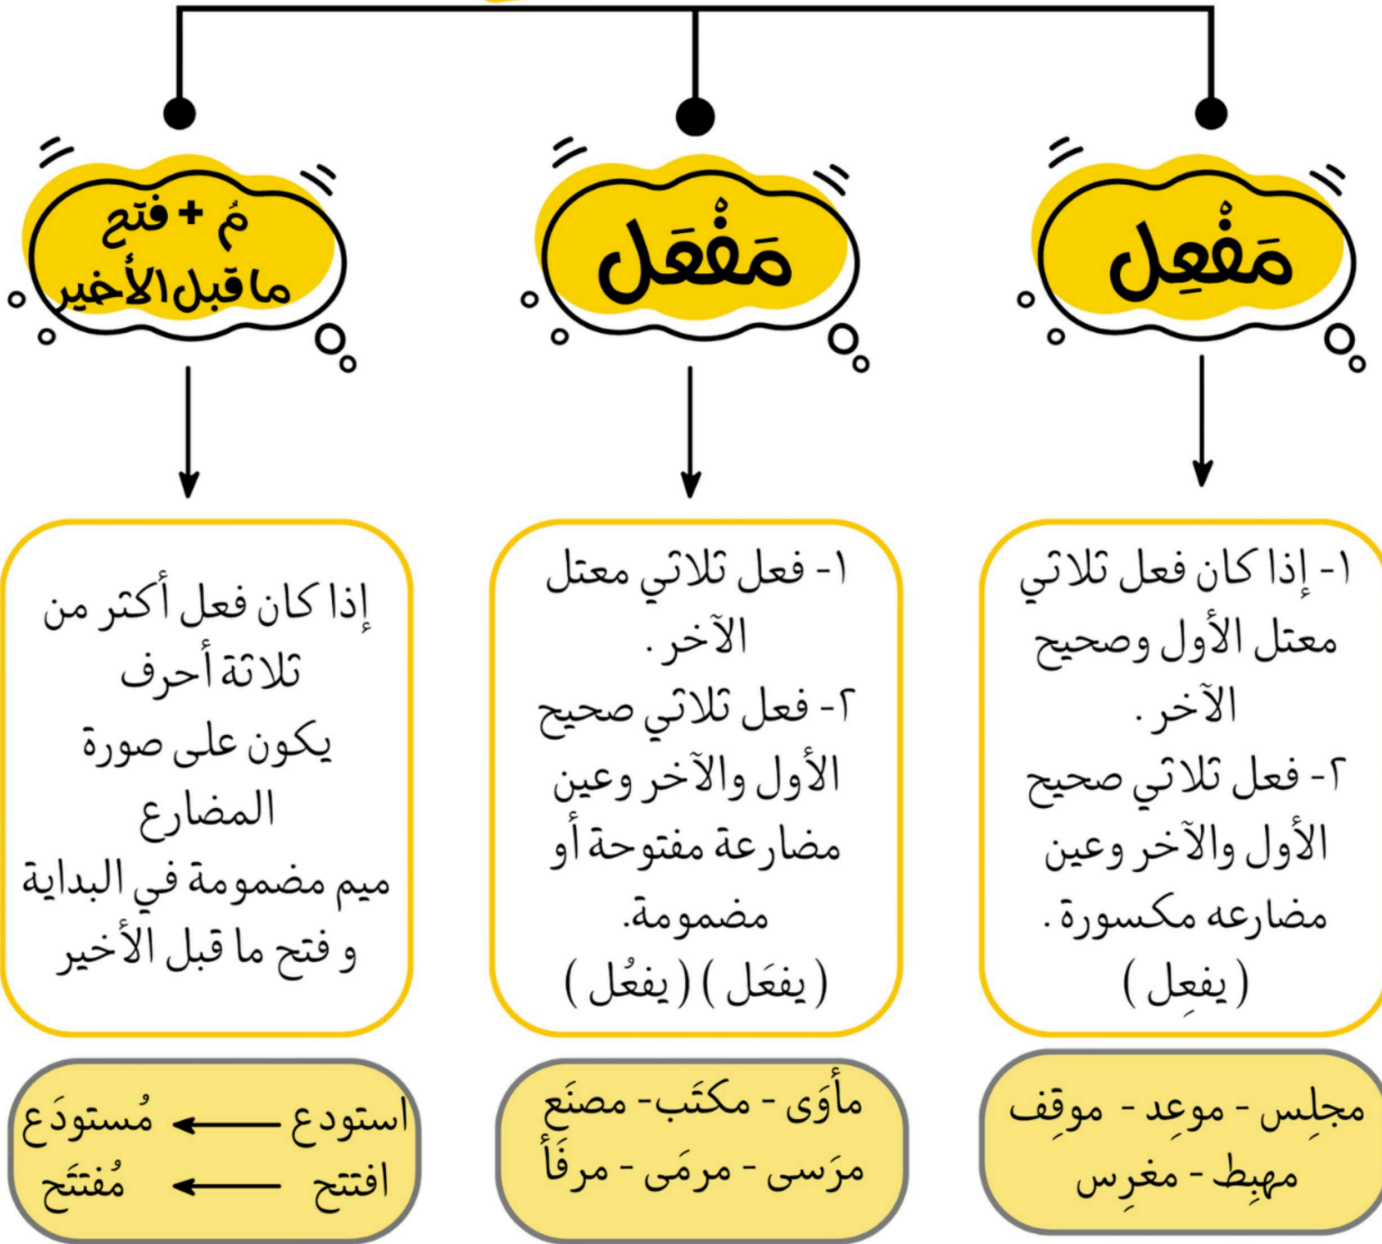 مَفْعِل
١- إذا كان فعل ثلاثي
معتل الأول وصحيح
الآخر .
٢- فعل ثلاثي صحيح
الأول والآخر وعين
مضارعه مكسورة .
( يفعِل )
مجلِس - موعِد - موقِف
مهبِط - مغرِس
مَفْعَل
١- فعل ثلاثي معتل
الآخر .
٢- فعل ثلاثي صحيح
الأول والآخر وعين
مضارعة مفتوحة أو
مضمومة.
( يفعَل ) ( يفعُل )
مأوَى - مكتَب- مصنَع
مرَسى - مرمَى - مرفَأ
مُ + فتح
ما قبل الأخير
إذا كان فعل أكثر من
ثلاثة أحرف
يكون على صورة
المضارع
ميم مضمومة في البداية
و فتح ما قبل الأخير
استودع ← مُستودَع
افتتح ← مُفتتَح